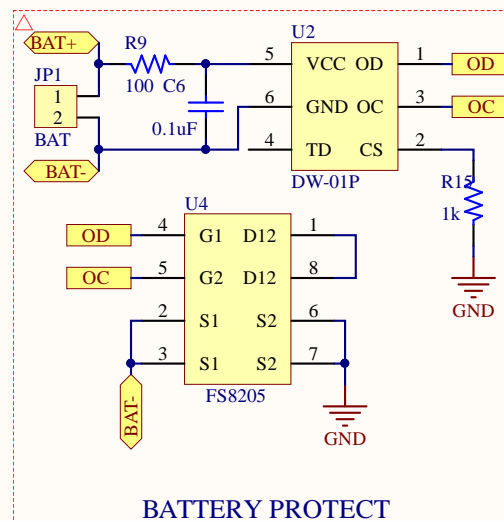 BAT+
JP1
1
2
BAT
BAT-
R9
100
C6
0.1uF
U2
5 VCC OD 1 OD
6 GND OC 3 OC
4 TD CS 2
DW-01P
R15
1k
GND
U4
OD 4 G1 D12 1
OC 5 G2 D12 8
2 S1 S2 6
3 S1 S2 7
FS8205
BAT-
GND
BATTERY PROTECT